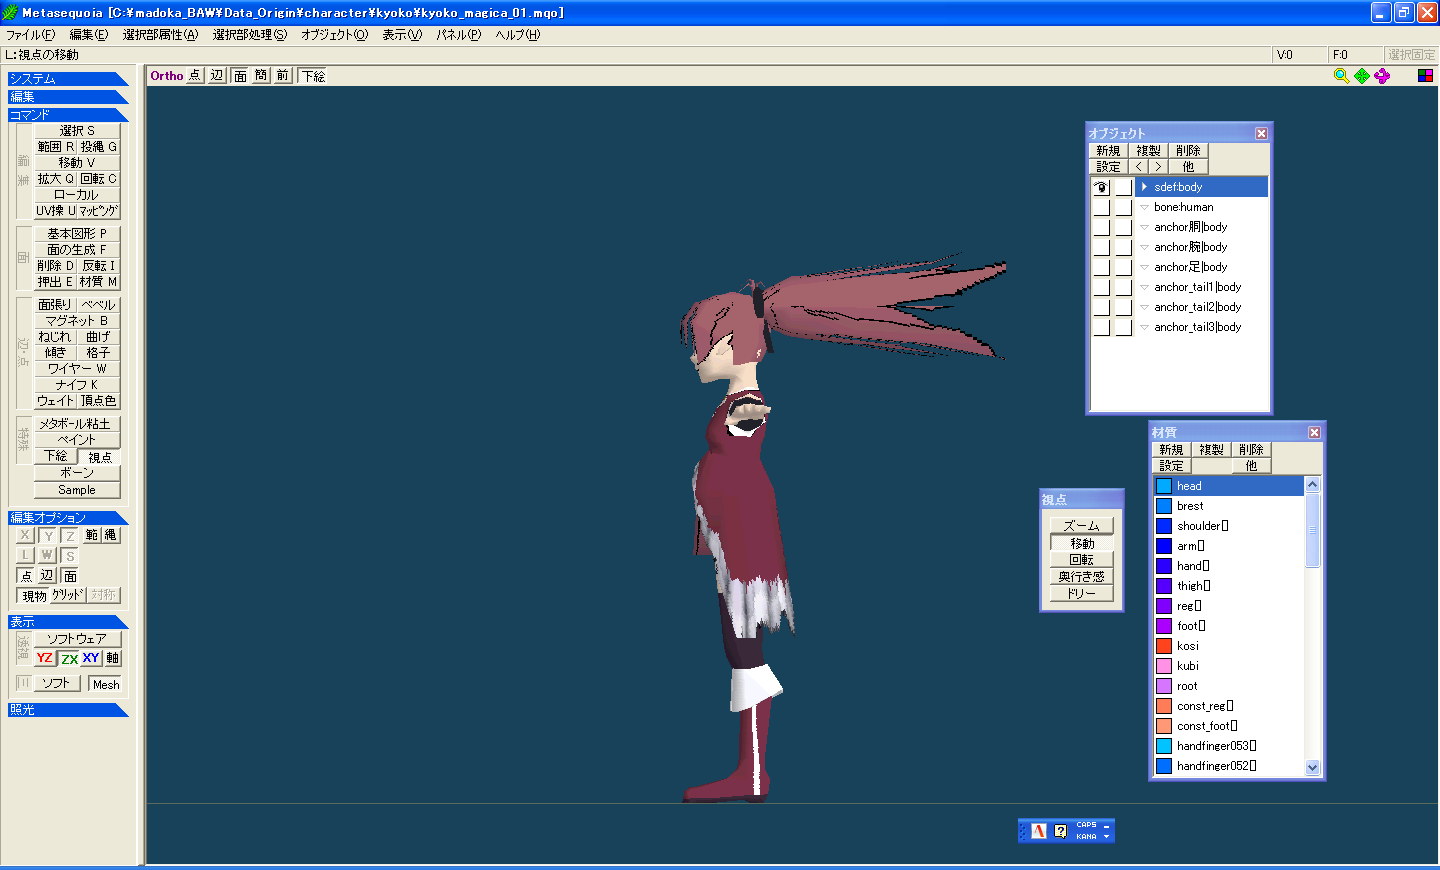 Metasequoia [C:¥madoka_BAW¥Data_Origin¥character¥kyoko¥kyoko_magica_01.mqo]
ファイル(F) 編集(E) 選択部属性(A) 選択部処理(S) オブジェクト(O) 表示(V) パネル(P) ヘルプ(H)
L:視点の移動 V:0 F:0 選択固定
Ortho 点 辺 面 簡 前 下絵
システム
編集
コマンド
編集
選択 S
範囲 R 投縄 G
移動 V
拡大 Q 回転 C
ローカル
UV操 U マッピング
面
基本図形 P
面の生成 F
削除 D 反転 I
押出 E 材質 M
辺・点
面張り ベベル
マグネット B
ねじれ 曲げ
傾き 格子
ワイヤー W
ナイフ K
ウェイト 頂点色
特殊
メタボール粘土
ペイント
下絵 視点
ボーン
Sample
編集オプション
X Y Z 範 縄
L W S
点 辺 面
現物 グリッド 対称
表示
透視
ソフトウェア
YZ ZX XY 軸
三 ソフト Mesh
照光
オブジェクト
新規 複製 削除
設定 < > 他
sdef:body
bone:human
anchor胴|body
anchor腕|body
anchor足|body
anchor_tail1|body
anchor_tail2|body
anchor_tail3|body
材質
新規 複製 削除
設定 他
head
brest
shoulder[]
arm[]
hand[]
thigh[]
reg[]
foot[]
kosi
kubi
root
const_reg[]
const_foot[]
handfinger053[]
handfinger052[]
視点
ズーム
移動
回転
奥行き感
ドリー
A ? CAPS
KANA